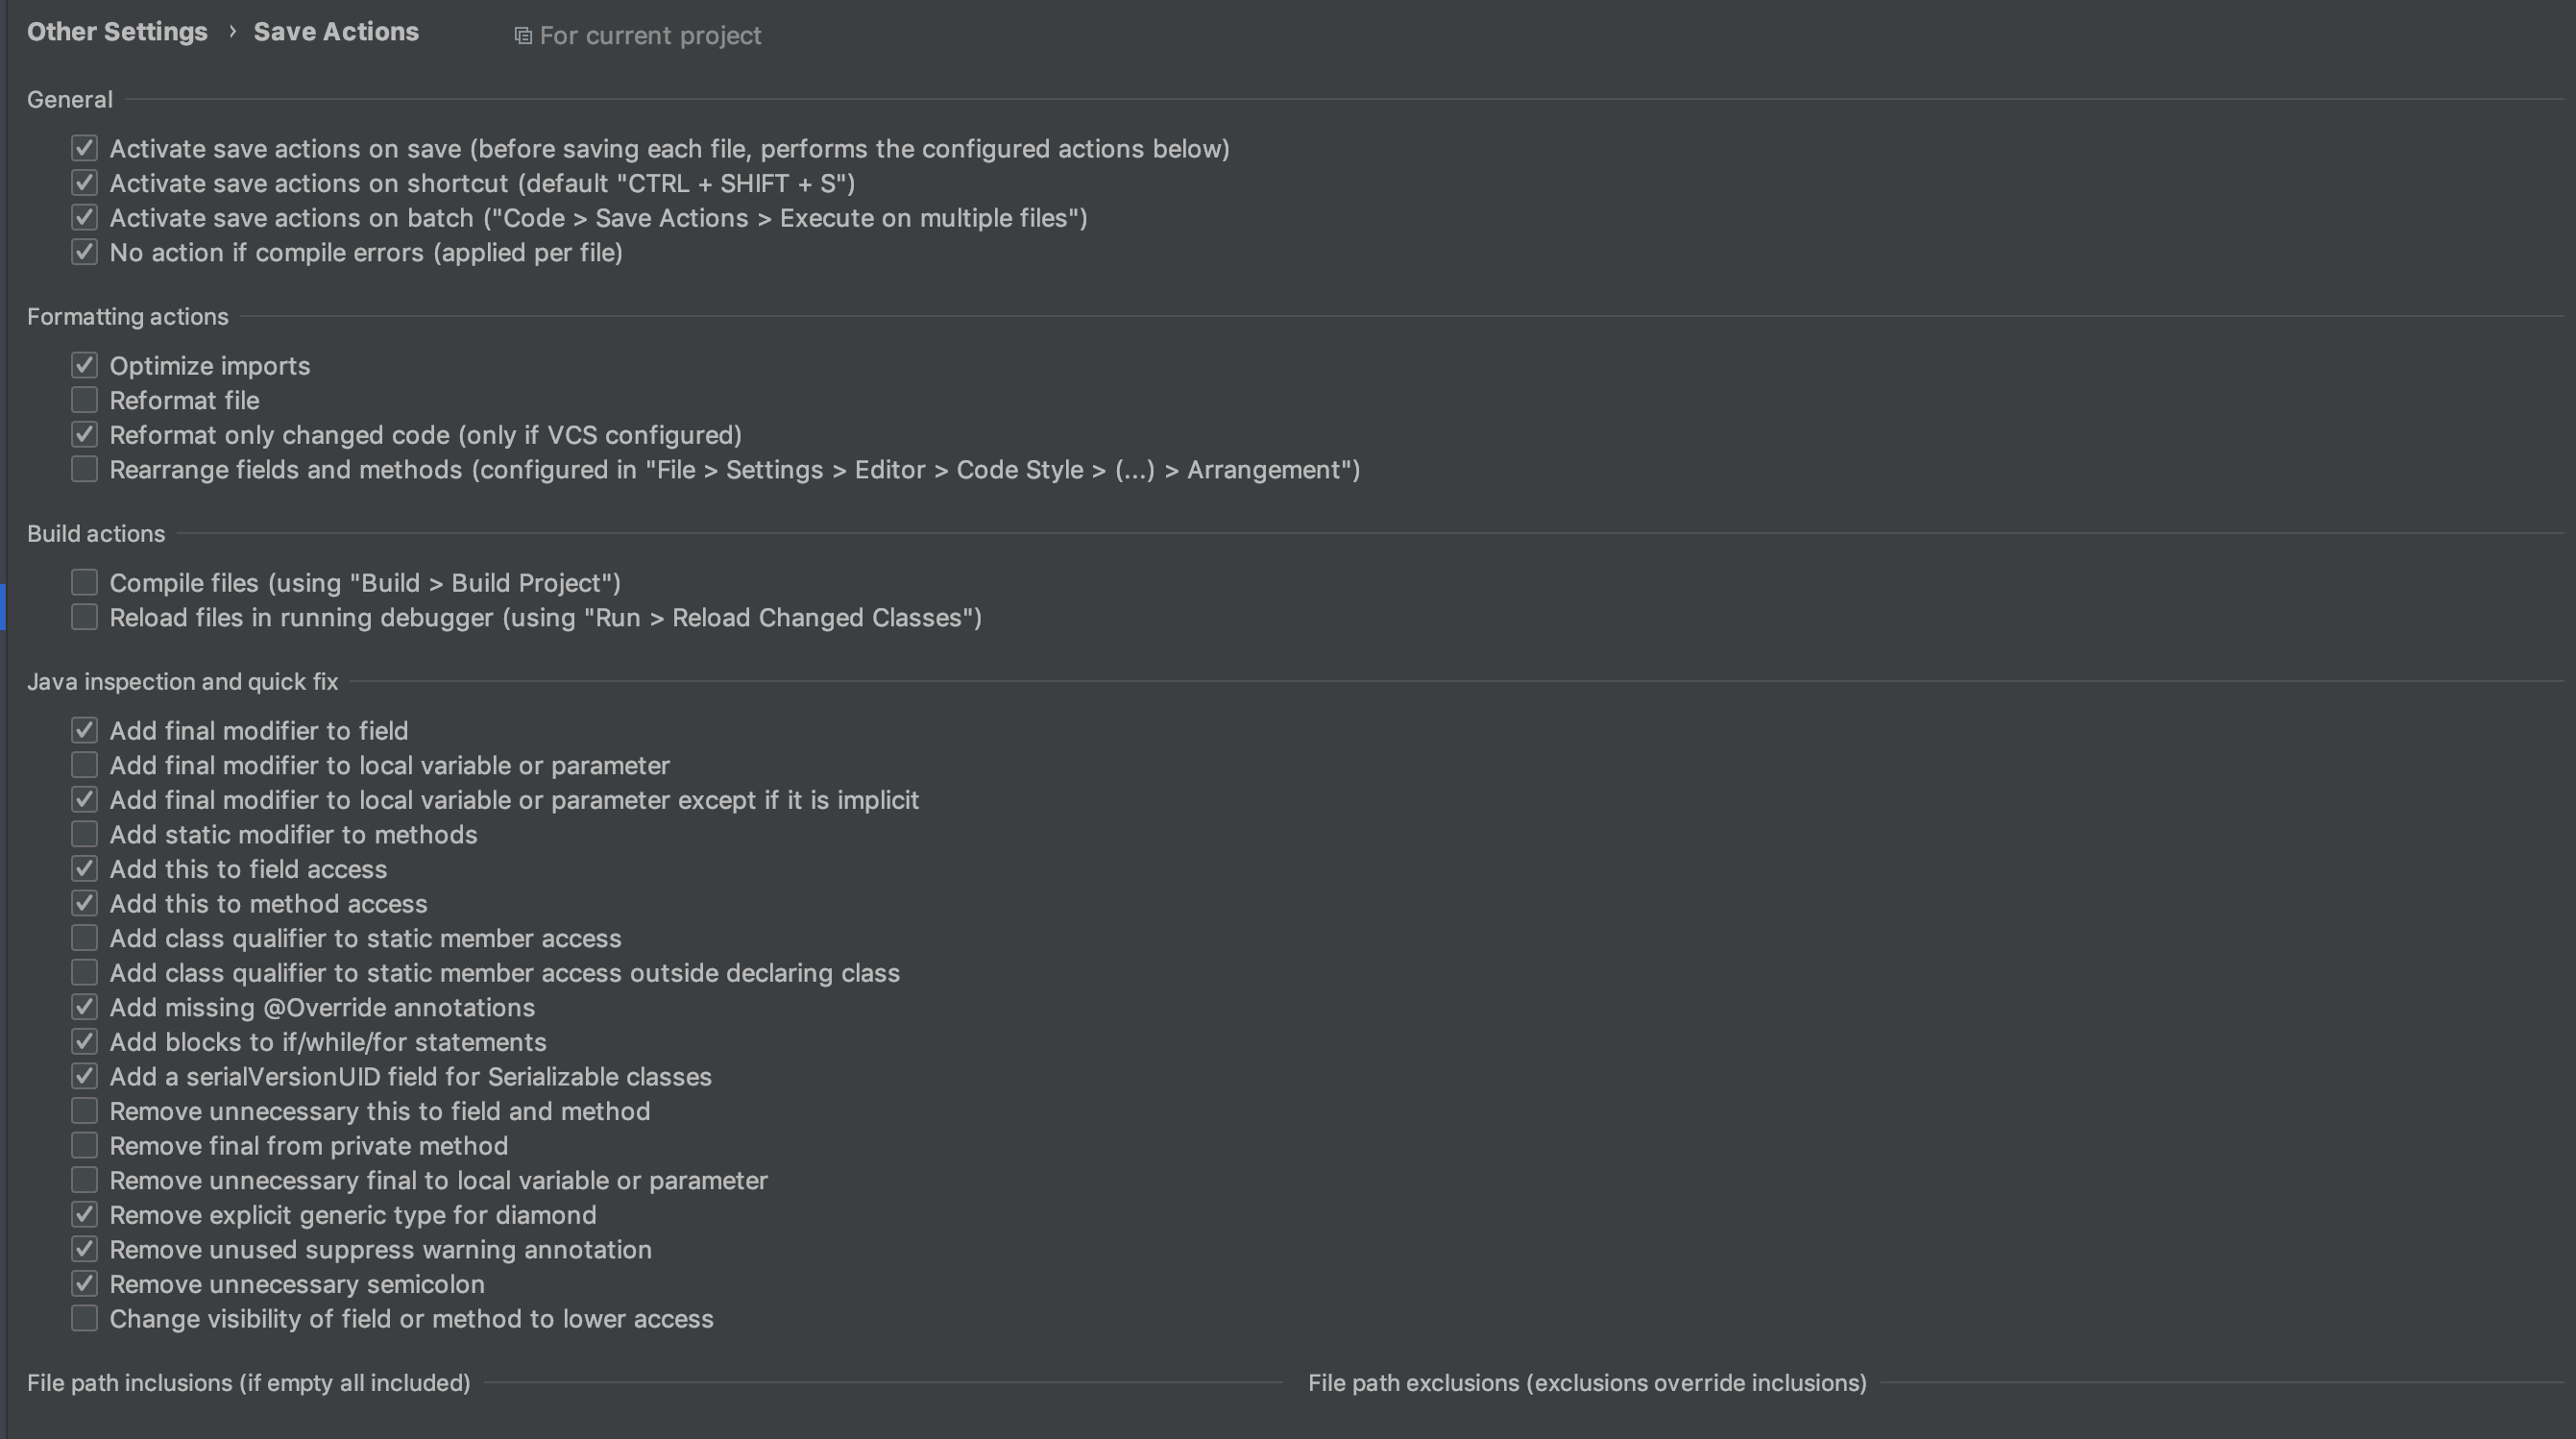 Other Settings › Save Actions For current project
General
Activate save actions on save (before saving each file, performs the configured actions below)
Activate save actions on shortcut (default "CTRL + SHIFT + S")
Activate save actions on batch ("Code > Save Actions > Execute on multiple files")
No action if compile errors (applied per file)
Formatting actions
Optimize imports
Reformat file
Reformat only changed code (only if VCS configured)
Rearrange fields and methods (configured in "File > Settings > Editor > Code Style > (...) > Arrangement")
Build actions
Compile files (using "Build > Build Project")
Reload files in running debugger (using "Run > Reload Changed Classes")
Java inspection and quick fix
Add final modifier to field
Add final modifier to local variable or parameter
Add final modifier to local variable or parameter except if it is implicit
Add static modifier to methods
Add this to field access
Add this to method access
Add class qualifier to static member access
Add class qualifier to static member access outside declaring class
Add missing @Override annotations
Add blocks to if/while/for statements
Add a serialVersionUID field for Serializable classes
Remove unnecessary this to field and method
Remove final from private method
Remove unnecessary final to local variable or parameter
Remove explicit generic type for diamond
Remove unused suppress warning annotation
Remove unnecessary semicolon
Change visibility of field or method to lower access
File path inclusions (if empty all included)
File path exclusions (exclusions override inclusions)